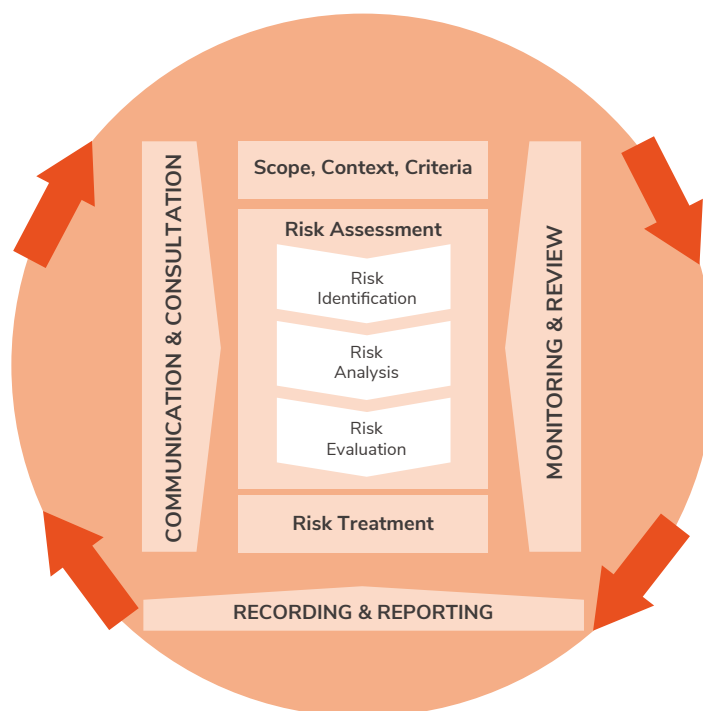 COMMUNICATION & CONSULTATION
Scope, Context, Criteria
Risk Assessment
Risk
Identification
Risk
Analysis
Risk
Evaluation
Risk Treatment
MONITORING & REVIEW
RECORDING & REPORTING